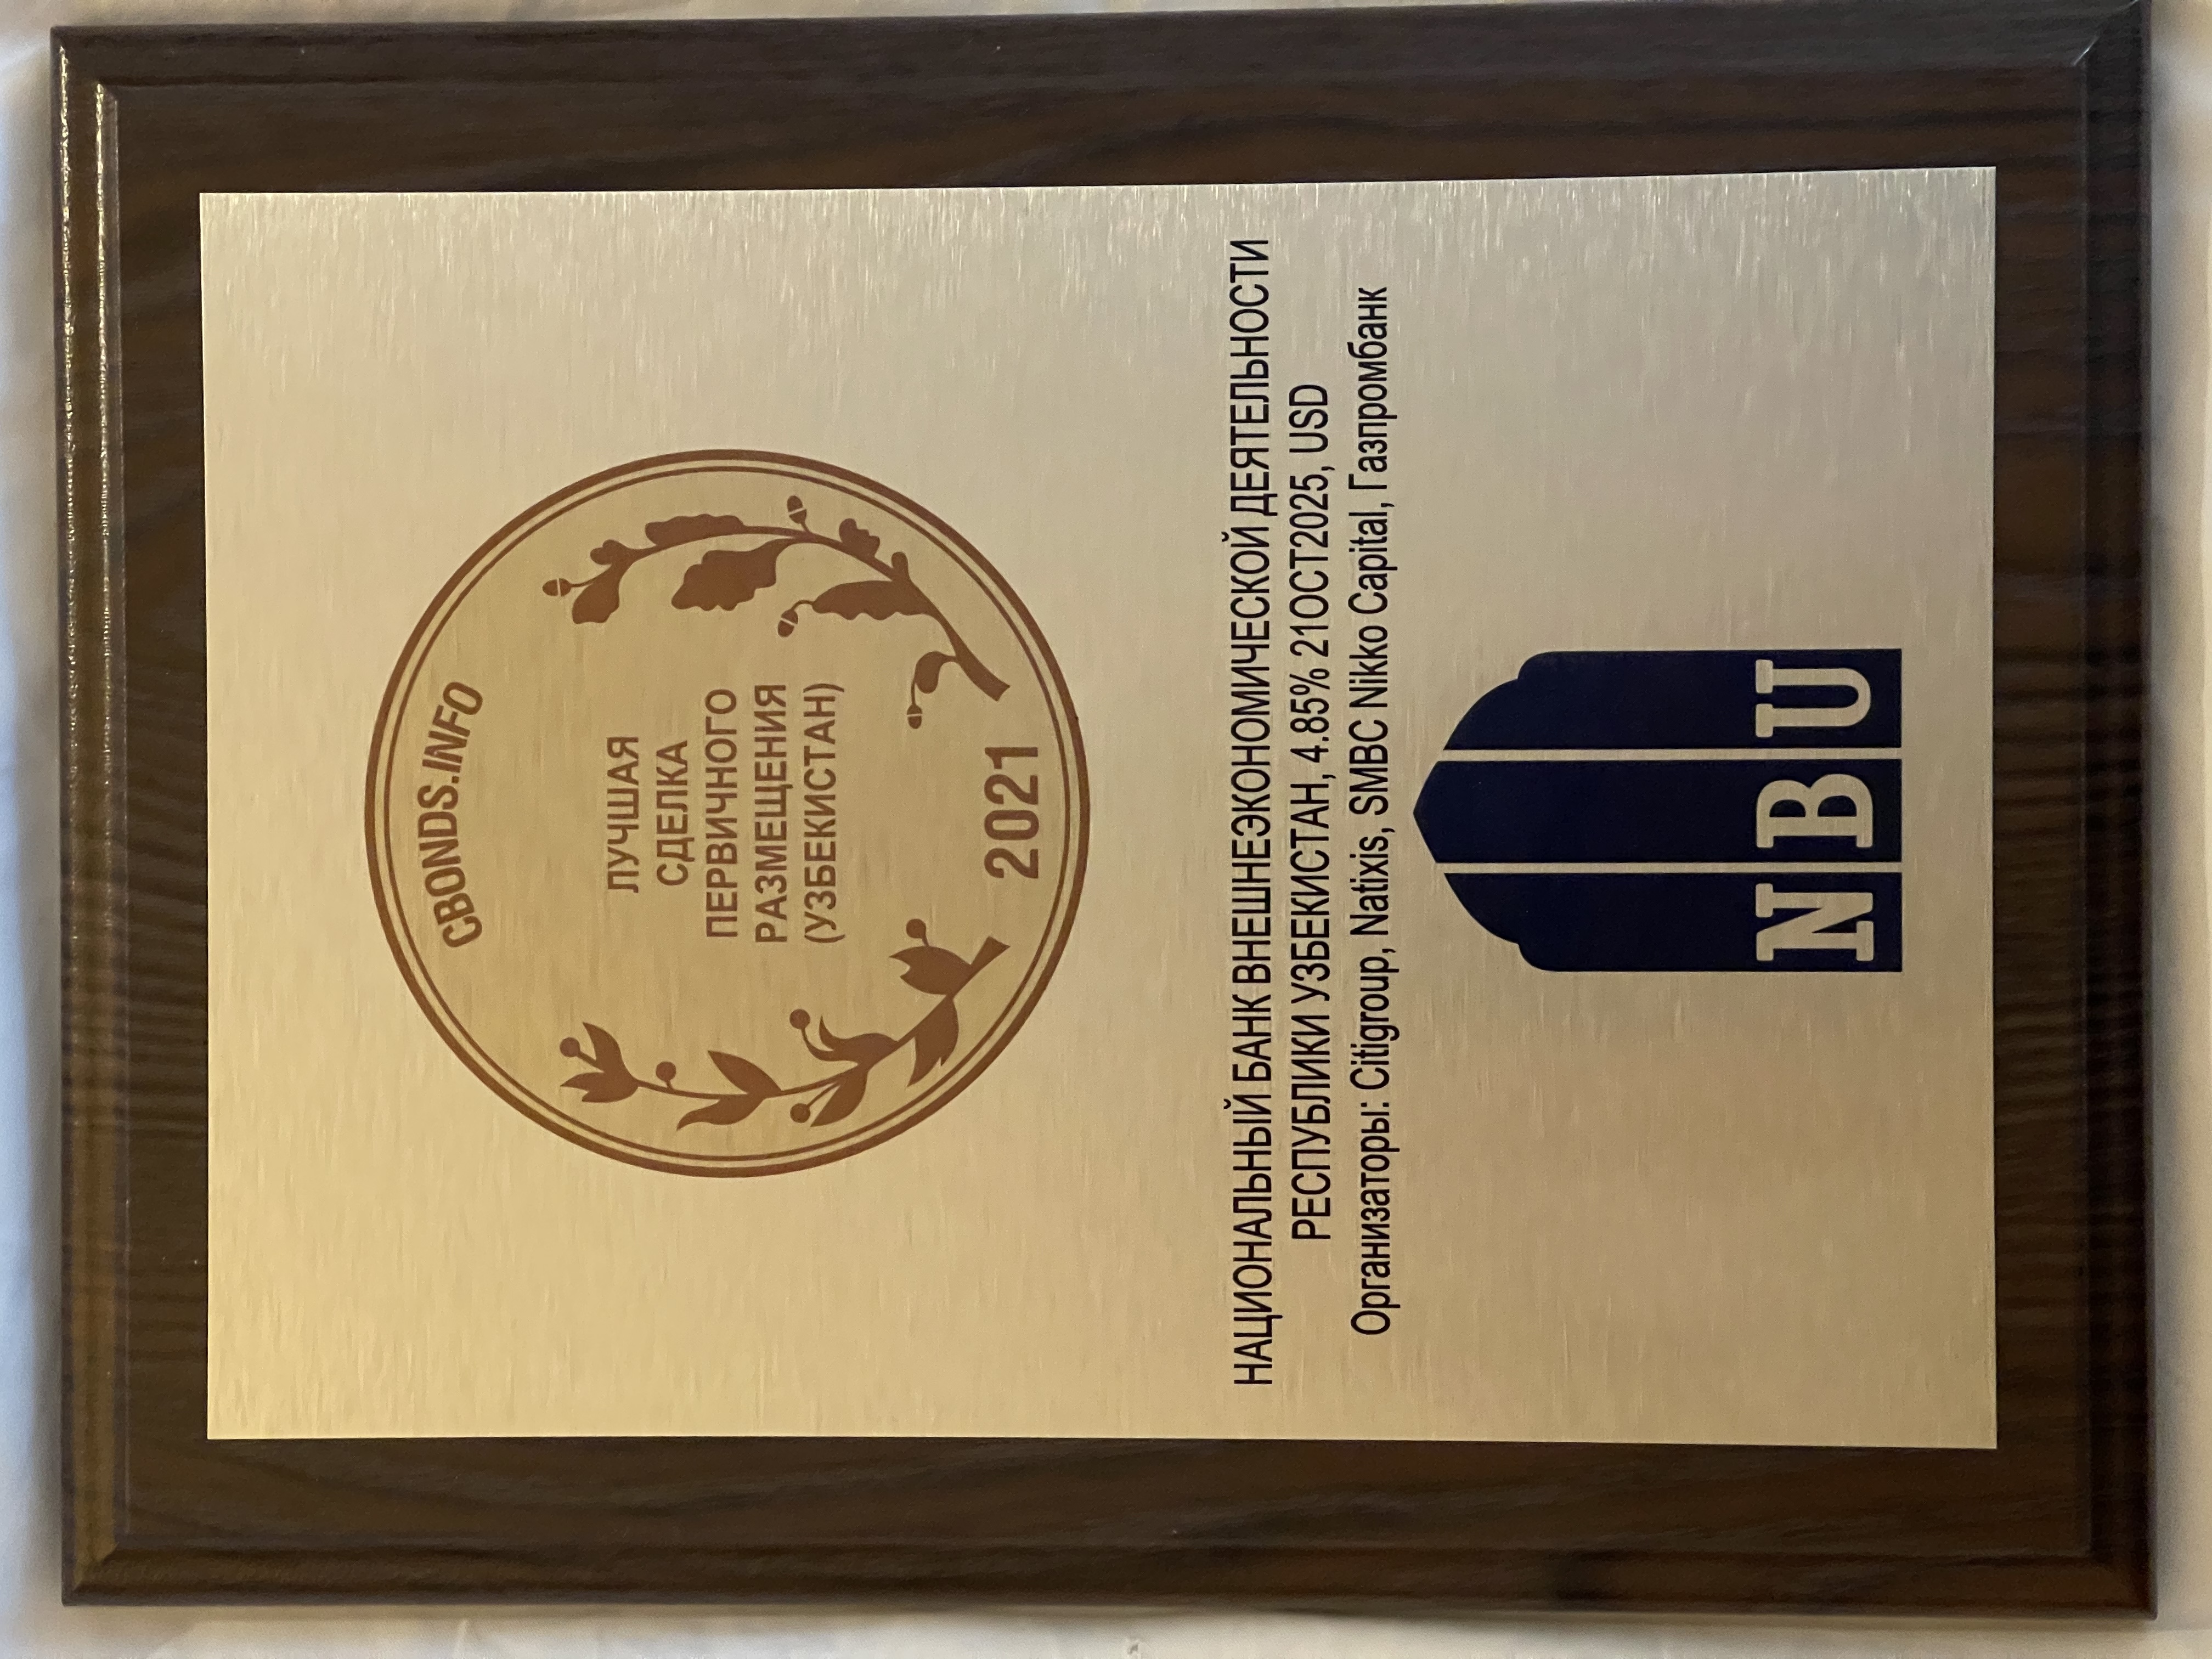 CBONDS.INFO
ЛУЧШАЯ
СДЕЛКА
ПЕРВИЧНОГО
РАЗМЕЩЕНИЯ
(УЗБЕКИСТАН)
2021
НАЦИОНАЛЬНЫЙ БАНК ВНЕШНЕЭКОНОМИЧЕСКОЙ ДЕЯТЕЛЬНОСТИ
РЕСПУБЛИКИ УЗБЕКИСТАН, 4.85% 21OCT2025, USD
Организаторы: Citigroup, Natixis, SMBC Nikko Capital, Газпромбанк
NBU